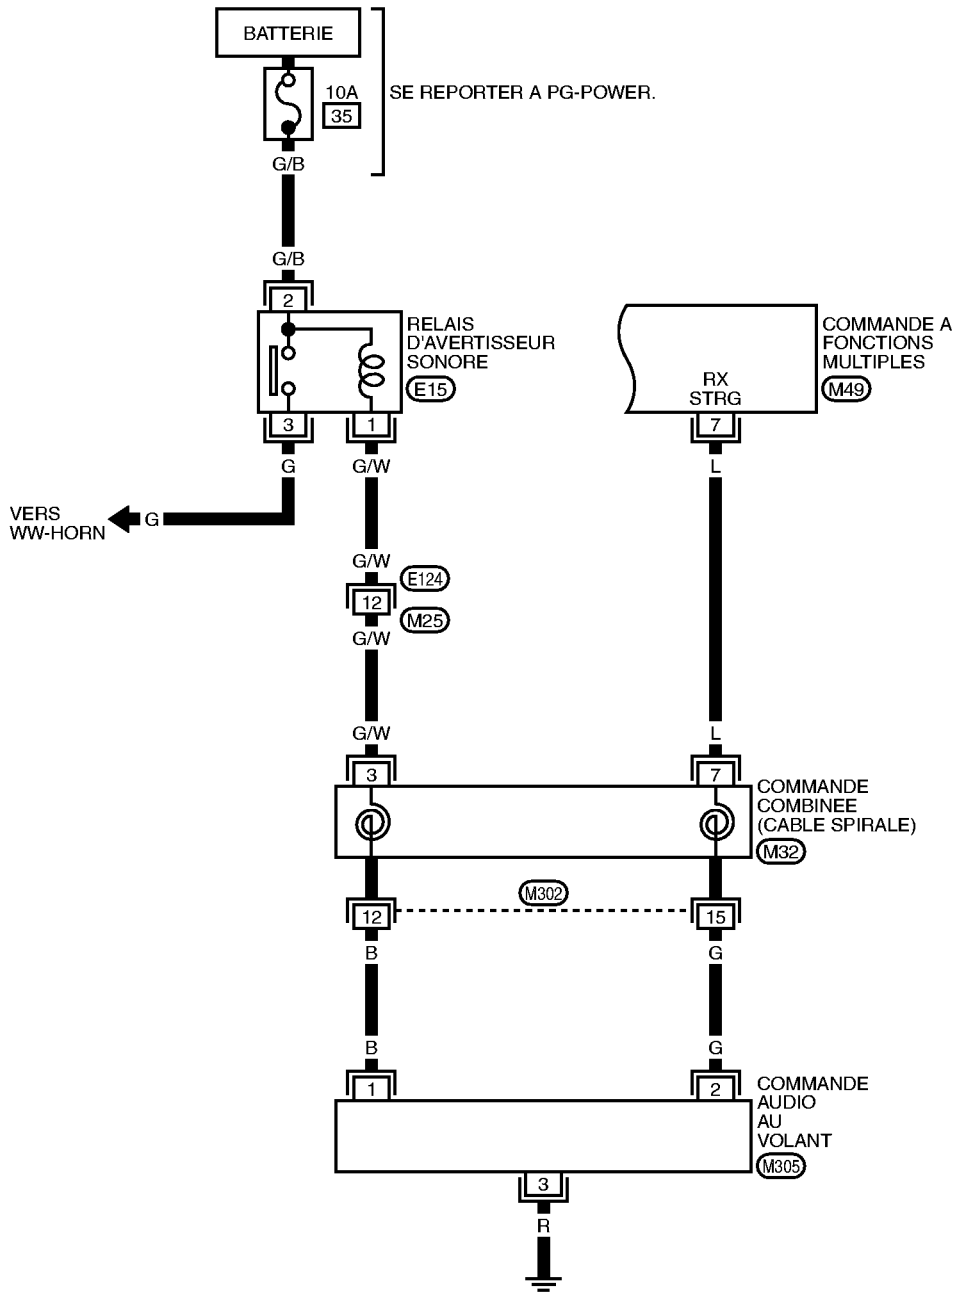 BATTERIE
10A
35
SE REPORTER A PG-POWER.
G/B
G/B
2
RELAIS
D'AVERTISSEUR
SONORE
E15
3
1
G
G/W
VERS
WW-HORN
G
COMMANDE A
FONCTIONS
MULTIPLES
M49
RX
STRG
7
L
G/W
E124
12
M25
G/W
G/W
L
3
7
COMMANDE
COMBINEE
(CABLE SPIRALE)
M32
M302
12
15
B
G
B
G
1
2
COMMANDE
AUDIO
AU
VOLANT
M305
3
R